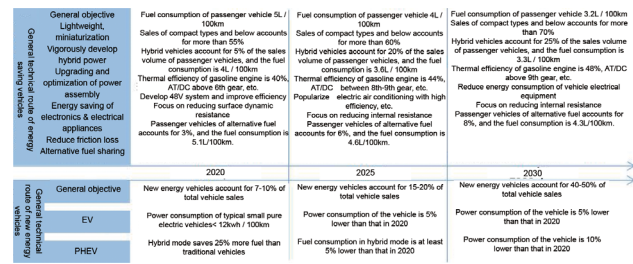 General technical route of energy saving vehicles
General objective
Lightweight,
miniaturization
Vigorously develop
hybrid power
Upgrading and
optimization of power
assembly
Energy saving of
electronics & electrical
appliances
Reduce friction loss
Alternative fuel sharing
Fuel consumption of passenger vehicle 5L /
100km
Sales of compact types and below accounts
for more than 55%
Hybrid vehicles account for 5% of the sales
volume of passenger vehicles, and the fuel
consumption is 4L / 100km
Thermal efficiency of gasoline engine is 40%,
AT/DC above 6th gear, etc.
Develop 48V system and improve efficiency
Focus on reducing surface dynamic
resistance
Passenger vehicles of alternative fuel
accounts for 3%, and the fuel consumption is
5.1L/100km.
Fuel consumption of passenger vehicle 4L /
100km
Sales of compact types and below accounts
for more than 60%
Hybrid vehicles account for 20% of the sales
volume of passenger vehicles, and the fuel
consumption is 3.6L / 100km.
Thermal efficiency of gasoline engine is 44%,
AT/DC between 8th-9th gear, etc.
Popularize electric air conditioning with high
efficiency, etc.
Focus on reducing internal resistance
Passenger vehicles of alternative fuel
accounts for 6%, and the fuel consumption is
4.6L/100km.
Fuel consumption of passenger vehicle 3.2L / 100km
Sales of compact types and below accounts for more than
70%
Hybrid vehicles account for 25% of the sales volume
of passenger vehicles, and the fuel consumption is
3.3L / 100km.
Thermal efficiency of gasoline engine is 48%, AT/DC
above 9th gear, etc.
Reduce energy consumption of vehicle electrical
equipment
Focus on reducing internal resistance
Passenger vehicles of alternative fuel accounts for
8%, and the fuel consumption is 4.3L/100km.
2020
2025
2030
General technical route of new energy vehicles
General objective
New energy vehicles account for 7-10% of
total vehicle sales
New energy vehicles account for 15-20% of
total vehicle sales
New energy vehicles account for 40-50% of
total vehicle sales
EV
Power consumption of typical small pure
electric vehicles< 12kwh / 100km
Power consumption of the vehicle is 5%
lower than that in 2020
Power consumption of the vehicle is 5% lower
than that in 2020
PHEV
Hybrid mode saves 25% more fuel than
traditional vehicles
Fuel consumption in hybrid mode is at least
5% lower than that in 2020
Power consumption of the vehicle is 10%
lower than that in 2020